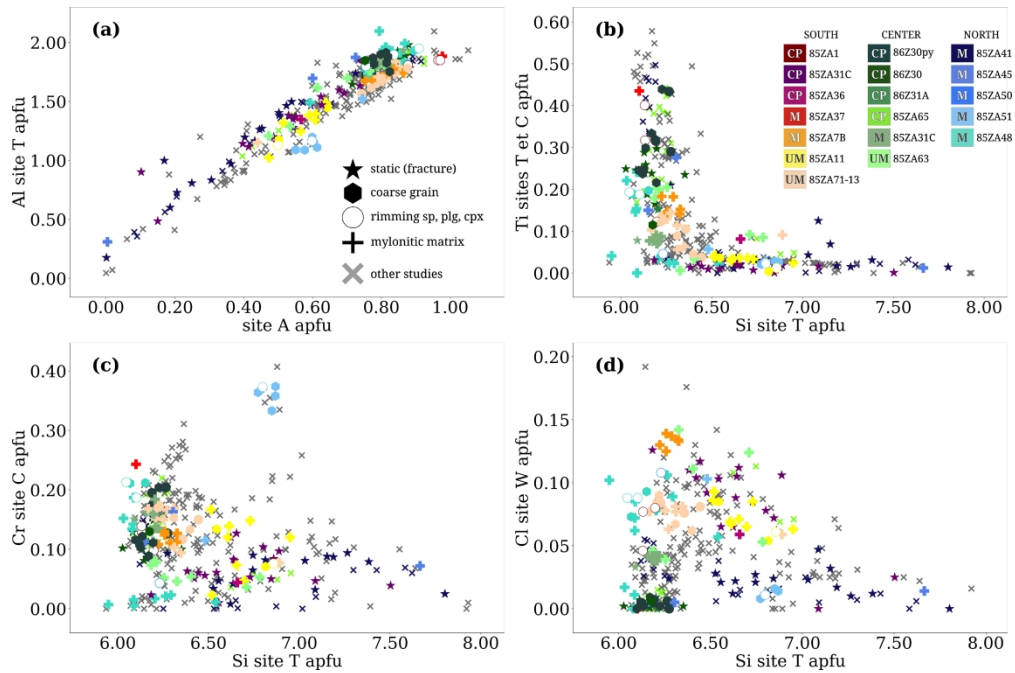 (a)
2.00
1.50
1.00
0.50
0.00
Al site T apfu
0.00 0.20 0.40 0.60 0.80 1.00
site A apfu
static (fracture)
coarse grain
rimming sp, plg, cpx
mylonitic matrix
other studies
(b)
0.60
0.50
0.40
0.30
0.20
0.10
0.00
Ti sites T et C apfu
6.00 6.50 7.00 7.50 8.00
Si site T apfu
SOUTH CENTER NORTH
CP 85ZA1 CP 86Z30py M 85ZA41
CP 85ZA31C CP 86Z30 M 85ZA45
CP 85ZA36 CP 86Z31A M 85ZA50
M 85ZA37 CP 85ZA65 M 85ZA51
M 85ZA7B M 85ZA31C M 85ZA48
UM 85ZA11 UM 85ZA63
UM 85ZA71-13
(c)
0.40
0.30
0.20
0.10
0.00
Cr site C apfu
6.00 6.50 7.00 7.50 8.00
Si site T apfu
(d)
0.20
0.15
0.10
0.05
0.00
Cl site W apfu
6.00 6.50 7.00 7.50 8.00
Si site T apfu